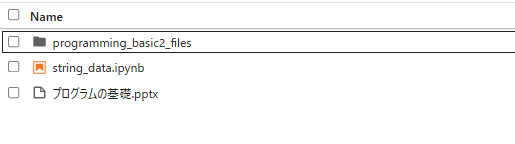 Name
programming_basic2_files
string_data.ipynb
プログラムの基礎.pptx